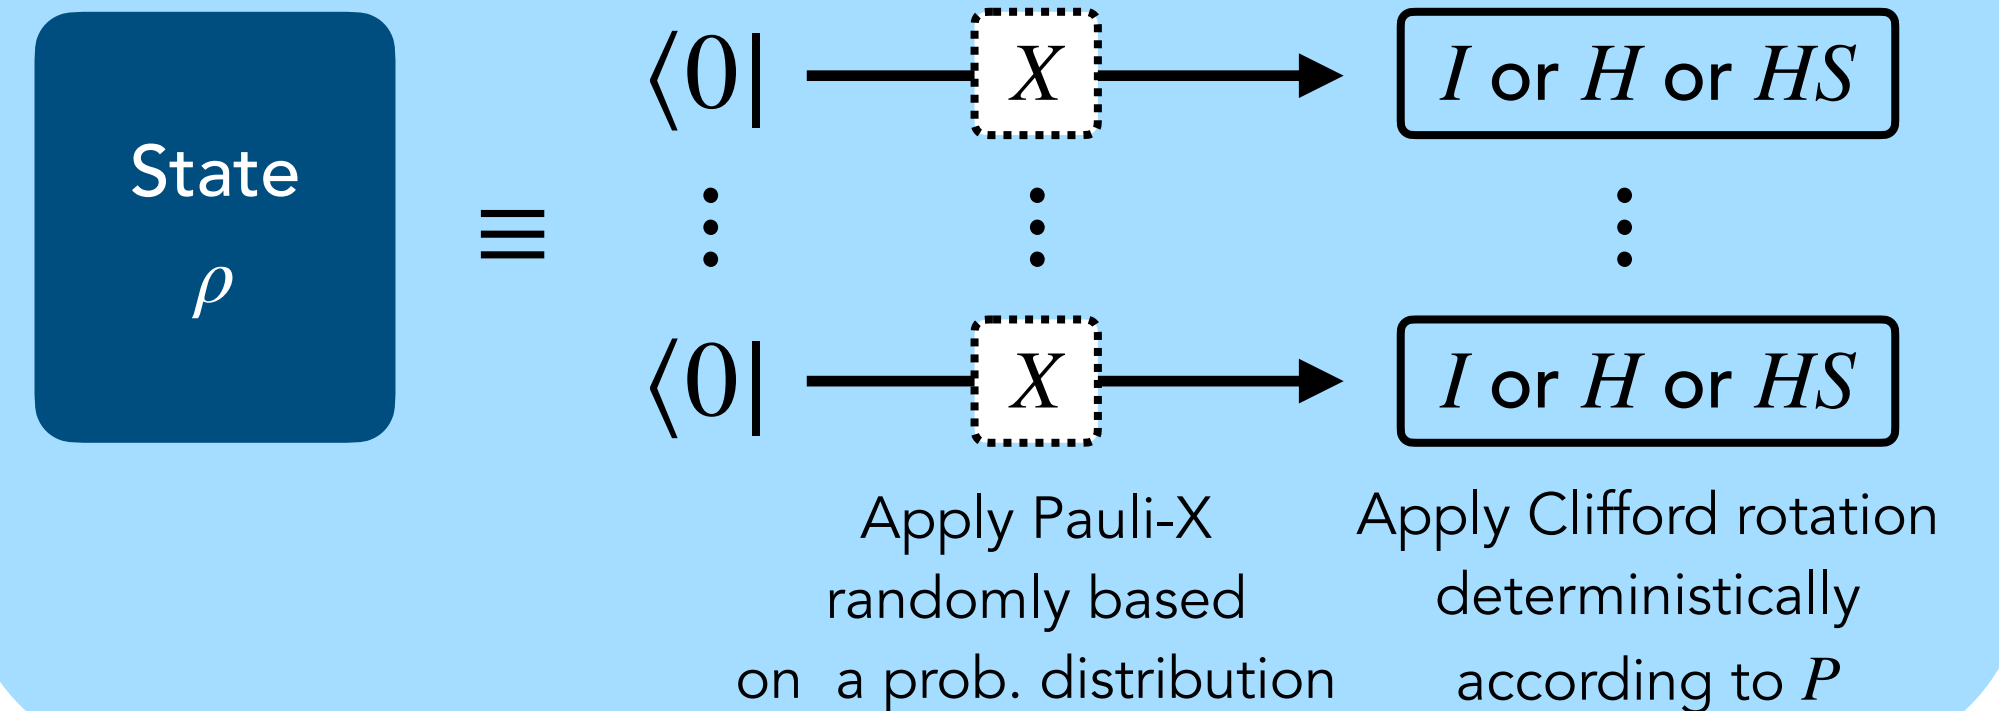 State
ρ
≡
⟨0| X I or H or HS
⋮ ⋮ ⋮
⟨0| X I or H or HS
Apply Pauli-X
randomly based
on a prob. distribution
Apply Clifford rotation
deterministically
according to P